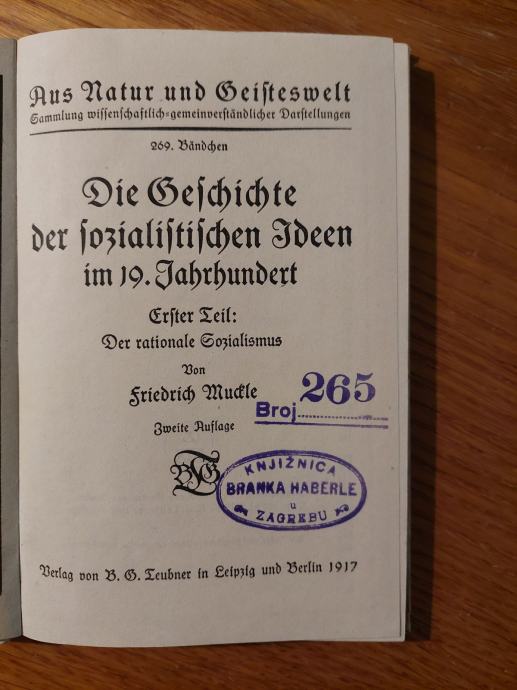 Aus Natur und Geisteswelt
Sammlung wissenschaftlich-gemeinverständlicher Darstellungen
269. Bändchen
Die Geschichte
der sozialistischen Ideen
im 19. Jahrhundert
Erster Teil:
Der rationale Sozialismus
Von
Friedrich Muckle
265
Broj
Zweite Auflage
BGT
KNJIŽNICA
BRANKA HABERLE
u
ZAGREBU
Verlag von B. G. Teubner in Leipzig und Berlin 1917